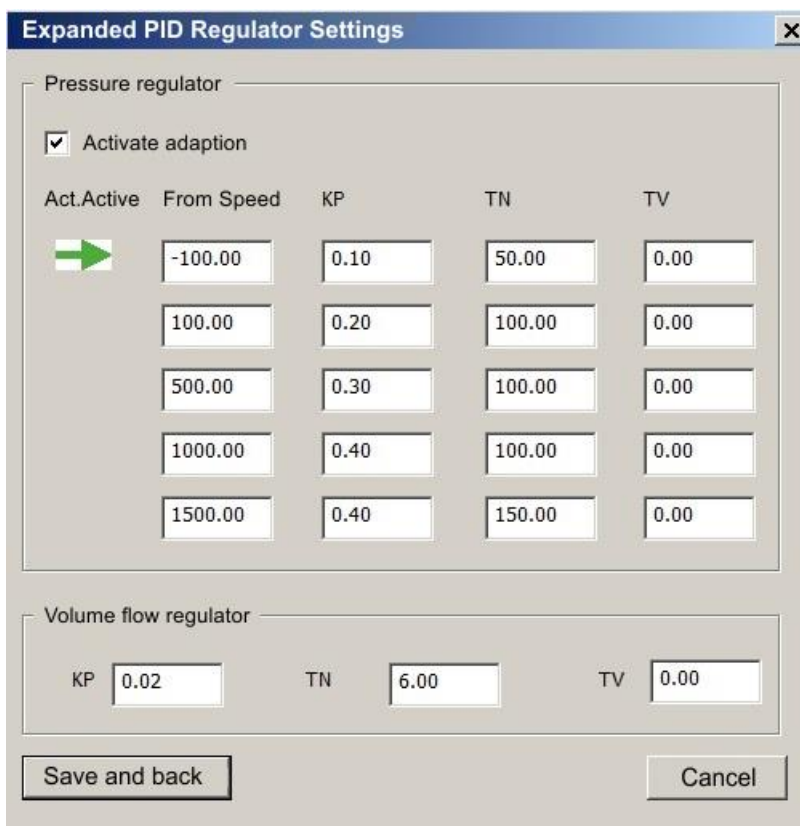 Expanded PID Regulator Settings
Pressure regulator
Activate adaption
Act.Active From Speed KP TN TV
-100.00 0.10 50.00 0.00
100.00 0.20 100.00 0.00
500.00 0.30 100.00 0.00
1000.00 0.40 100.00 0.00
1500.00 0.40 150.00 0.00
Volume flow regulator
KP 0.02 TN 6.00 TV 0.00
Save and back Cancel